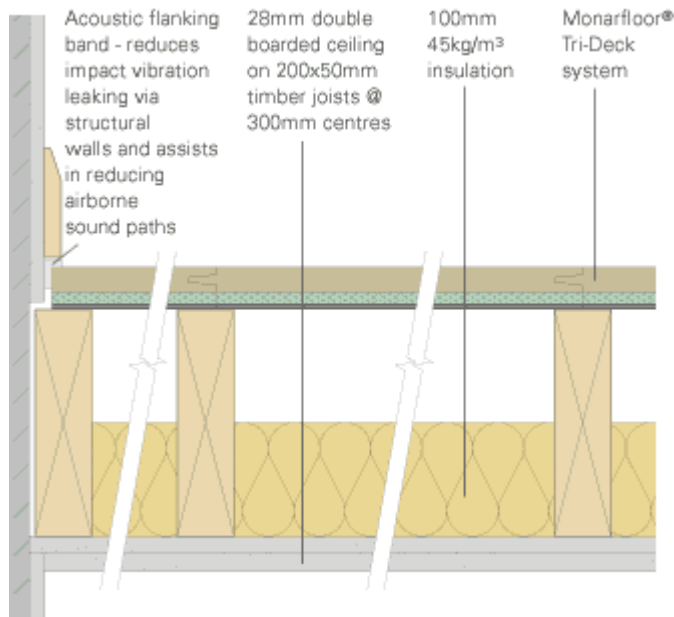 Acoustic flanking
band - reduces
impact vibration
leaking via
structural
walls and assists
in reducing
airborne
sound paths
28mm double
boarded ceiling
on 200x50mm
timber joists @
300mm centres
100mm
45kg/m³
insulation
Monarfloor®
Tri-Deck
system